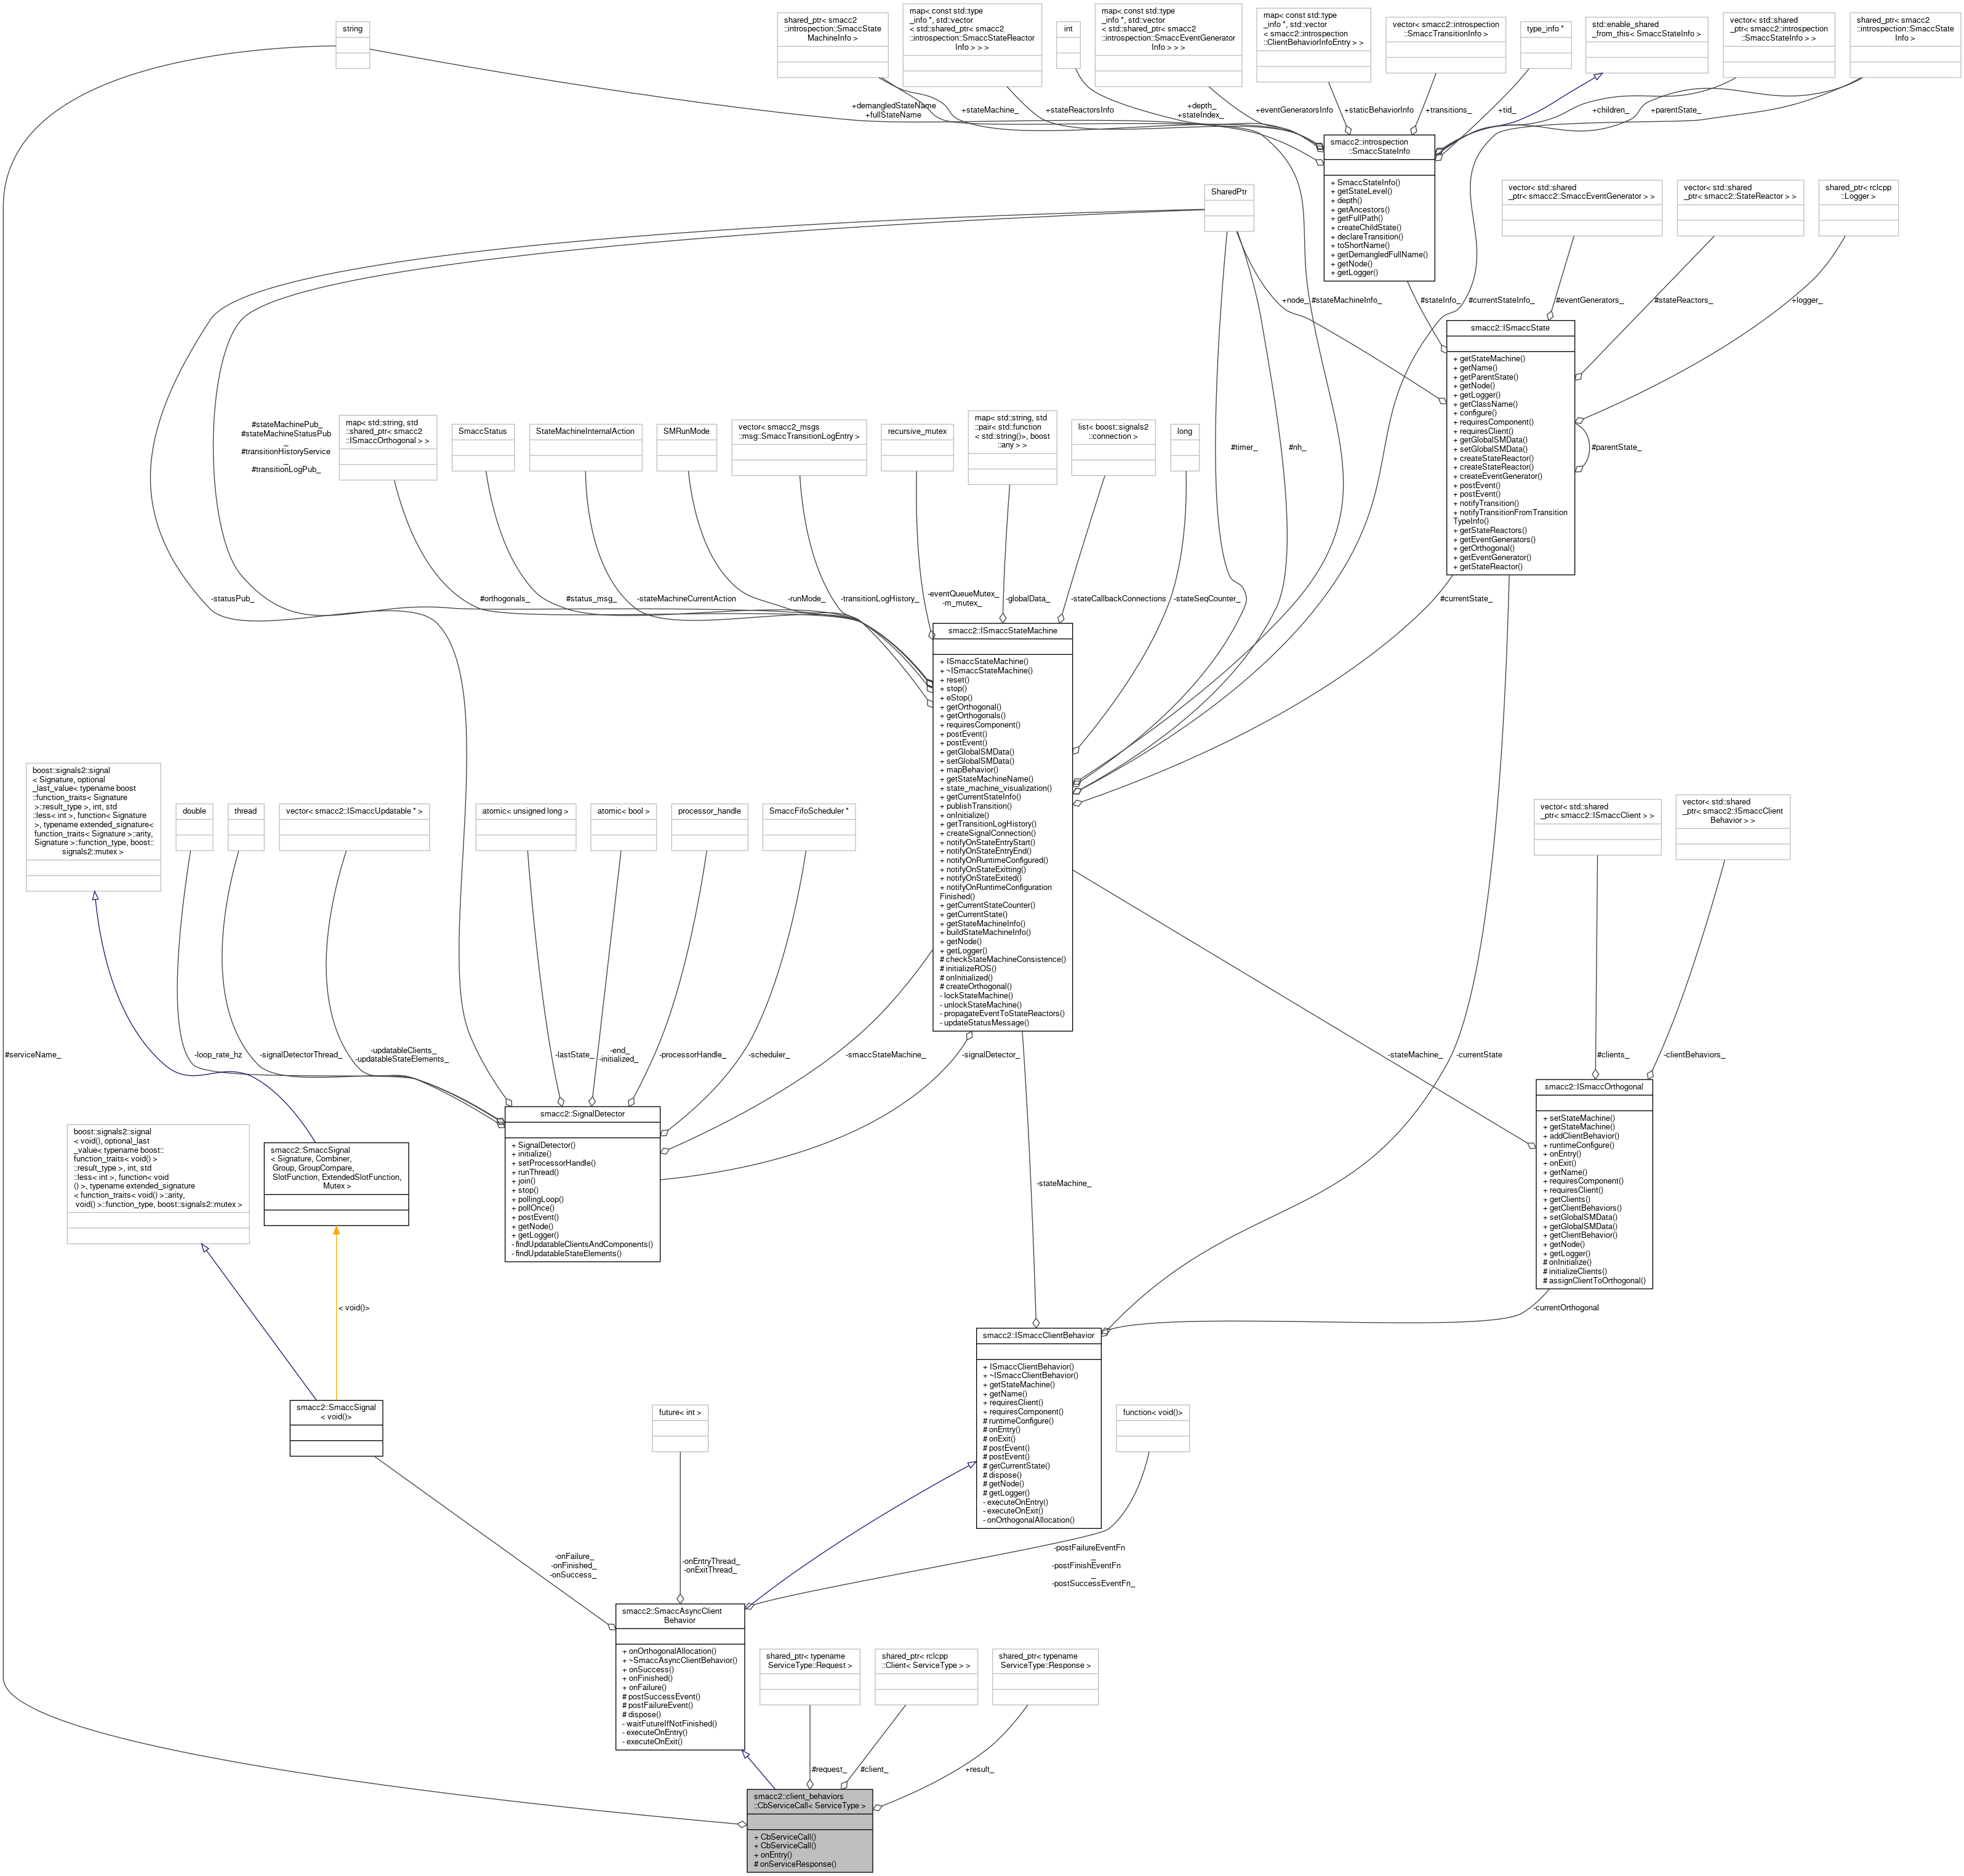 string
shared_ptr< smacc2
::introspection::SmaccState
MachineInfo >
map< const std::type
_info *, std::vector
< std::shared_ptr< smacc2
::introspection::SmaccStateReactor
Info > > >
int
map< const std::type
_info *, std::vector
< std::shared_ptr< smacc2
::introspection::SmaccEventGenerator
Info > > >
map< const std::type
_info *, std::vector
< smacc2::introspection
::ClientBehaviorInfoEntry > >
vector< smacc2::introspection
::SmaccTransitionInfo >
type_info *
std::enable_shared
_from_this< SmaccStateInfo >
vector< std::shared
_ptr< smacc2::introspection
::SmaccStateInfo > >
shared_ptr< smacc2
::introspection::SmaccState
Info >
+demangledStateName
+fullStateName
+stateMachine_
+stateReactorsInfo
+depth_
+stateIndex_
+eventGeneratorsInfo
+staticBehaviorInfo
+transitions_
+tid_
+children_
+parentState_
smacc2::introspection
::SmaccStateInfo
+ SmaccStateInfo()
+ getStateLevel()
+ depth()
+ getAncestors()
+ getFullPath()
+ createChildState()
+ declareTransition()
+ toShortName()
+ getDemangledFullName()
+ getNode()
+ getLogger()
SharedPtr
vector< std::shared
_ptr< smacc2::SmaccEventGenerator > >
vector< std::shared
_ptr< smacc2::StateReactor > >
shared_ptr< rclcpp
::Logger >
+node_
#stateMachineInfo_
#stateInfo_
#currentStateInfo_
#eventGenerators_
#stateReactors_
+logger_
smacc2::ISmaccState
+ getStateMachine()
+ getName()
+ getParentState()
+ getNode()
+ getLogger()
+ getClassName()
+ configure()
+ requiresComponent()
+ requiresClient()
+ getGlobalSMData()
+ setGlobalSMData()
+ createStateReactor()
+ createStateReactor()
+ createEventGenerator()
+ postEvent()
+ postEvent()
+ notifyTransition()
+ notifyTransitionFromTransition
TypeInfo()
+ getStateReactors()
+ getEventGenerators()
+ getOrthogonal()
+ getEventGenerator()
+ getStateReactor()
#parentState_
#stateMachinePub_
#stateMachineStatusPub
_
#transitionHistoryService
_
#transitionLogPub_
map< std::string, std
::shared_ptr< smacc2
::ISmaccOrthogonal > >
SmaccStatus
StateMachineInternalAction
SMRunMode
vector< smacc2_msgs
::msg::SmaccTransitionLogEntry >
recursive_mutex
map< std::string, std
::pair< std::function
< std::string()>, boost
::any > >
list< boost::signals2
::connection >
long
#timer_
#nh_
-statusPub_
#orthogonals_
#status_msg_
-stateMachineCurrentAction
-runMode_
-transitionLogHistory_
-eventQueueMutex_
-m_mutex_
-globalData_
-stateCallbackConnections
-stateSeqCounter_
#currentState_
smacc2::ISmaccStateMachine
+ ISmaccStateMachine()
+ ~ISmaccStateMachine()
+ reset()
+ stop()
+ eStop()
+ getOrthogonal()
+ getOrthogonals()
+ requiresComponent()
+ postEvent()
+ postEvent()
+ getGlobalSMData()
+ setGlobalSMData()
+ mapBehavior()
+ getStateMachineName()
+ state_machine_visualization()
+ getCurrentStateInfo()
+ publishTransition()
+ onInitialize()
+ getTransitionLogHistory()
+ createSignalConnection()
+ notifyOnStateEntryStart()
+ notifyOnStateEntryEnd()
+ notifyOnRuntimeConfigured()
+ notifyOnStateExitting()
+ notifyOnStateExited()
+ notifyOnRuntimeConfiguration
Finished()
+ getCurrentStateCounter()
+ getCurrentState()
+ getStateMachineInfo()
+ buildStateMachineInfo()
+ getNode()
+ getLogger()
# checkStateMachineConsistence()
# initializeROS()
# onInitialized()
# createOrthogonal()
- lockStateMachine()
- unlockStateMachine()
- propagateEventToStateReactors()
- updateStatusMessage()
boost::signals2::signal
< Signature, optional
_last_value< typename boost
::function_traits< Signature
>::result_type >, int, std
::less< int >, function< Signature
>, typename extended_signature<
function_traits< Signature >::arity,
Signature >::function_type, boost::
signals2::mutex >
double
thread
vector< smacc2::ISmaccUpdatable * >
atomic< unsigned long >
atomic< bool >
processor_handle
SmaccFifoScheduler *
vector< std::shared
_ptr< smacc2::ISmaccClient > >
vector< std::shared
_ptr< smacc2::ISmaccClient
Behavior > >
#serviceName_
-loop_rate_hz
-signalDetectorThread_
-updatableClients_
-updatableStateElements_
-lastState_
-end_
-initialized_
-processorHandle_
-scheduler_
-smaccStateMachine_
-signalDetector_
-stateMachine_
-currentState
#clients_
-clientBehaviors_
smacc2::ISmaccOrthogonal
+ setStateMachine()
+ getStateMachine()
+ addClientBehavior()
+ runtimeConfigure()
+ onEntry()
+ onExit()
+ getName()
+ requiresComponent()
+ requiresClient()
+ getClients()
+ getClientBehaviors()
+ setGlobalSMData()
+ getGlobalSMData()
+ getClientBehavior()
+ getNode()
+ getLogger()
# onInitialize()
# initializeClients()
# assignClientToOrthogonal()
smacc2::SignalDetector
+ SignalDetector()
+ initialize()
+ setProcessorHandle()
+ runThread()
+ join()
+ stop()
+ pollingLoop()
+ pollOnce()
+ postEvent()
+ getNode()
+ getLogger()
- findUpdatableClientsAndComponents()
- findUpdatableStateElements()
boost::signals2::signal
< void(), optional_last
_value< typename boost::
function_traits< void() >
::result_type >, int, std
::less< int >, function< void
() >, typename extended_signature
< function_traits< void() >::arity,
void() >::function_type, boost::signals2::mutex >
smacc2::SmaccSignal
< Signature, Combiner,
Group, GroupCompare,
SlotFunction, ExtendedSlotFunction,
Mutex >
-stateMachine_
< void()>
-currentOrthogonal
smacc2::ISmaccClientBehavior
+ ISmaccClientBehavior()
+ ~ISmaccClientBehavior()
+ getStateMachine()
+ getName()
+ requiresClient()
+ requiresComponent()
# runtimeConfigure()
# onEntry()
# onExit()
# postEvent()
# postEvent()
# getCurrentState()
# dispose()
# getNode()
# getLogger()
- executeOnEntry()
- executeOnExit()
- onOrthogonalAllocation()
smacc2::SmaccSignal
< void()>
future< int >
function< void()>
-onFailure_
-onFinished_
-onSuccess_
-onEntryThread_
-onExitThread_
-postFailureEventFn
_
-postFinishEventFn
_
-postSuccessEventFn_
smacc2::SmaccAsyncClient
Behavior
+ onOrthogonalAllocation()
+ ~SmaccAsyncClientBehavior()
+ onSuccess()
+ onFinished()
+ onFailure()
# postSuccessEvent()
# postFailureEvent()
# dispose()
- waitFutureIfNotFinished()
- executeOnEntry()
- executeOnExit()
shared_ptr< typename
ServiceType::Request >
shared_ptr< rclcpp
::Client< ServiceType > >
shared_ptr< typename
ServiceType::Response >
#request_
#client_
+result_
smacc2::client_behaviors
::CbServiceCall< ServiceType >
+ CbServiceCall()
+ CbServiceCall()
+ onEntry()
# onServiceResponse()